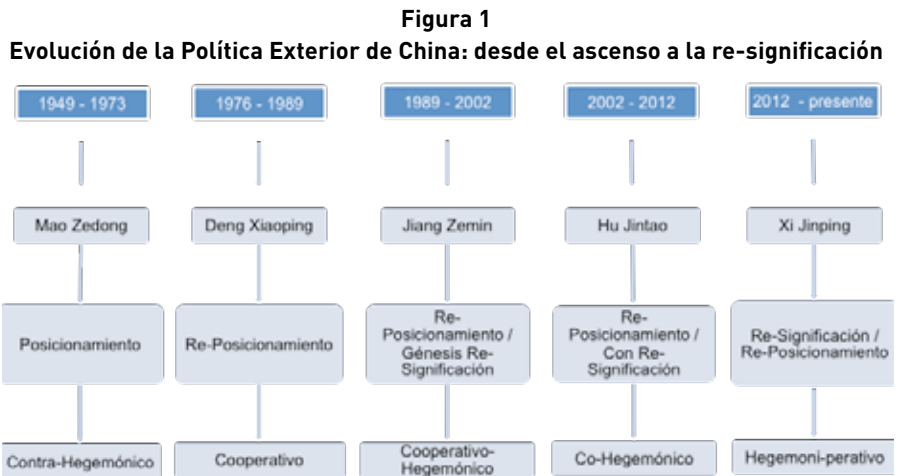 Figura 1
Evolución de la Política Exterior de China: desde el ascenso a la re-significación
1949 - 1973
1976 - 1989
1989 - 2002
2002 - 2012
2012 - presente
Mao Zedong
Deng Xiaoping
Jiang Zemin
Hu Jintao
Xi Jinping
Posicionamiento
Re-Posicionamiento
Re-
Posicionamiento /
Génesis Re-
Significación
Re-
Posicionamiento /
Con Re-
Significación
Re-Significación /
Re-Posicionamiento
Contra-Hegemónico
Cooperativo
Cooperativo-
Hegemónico
Co-Hegemónico
Hegemoni-perativo